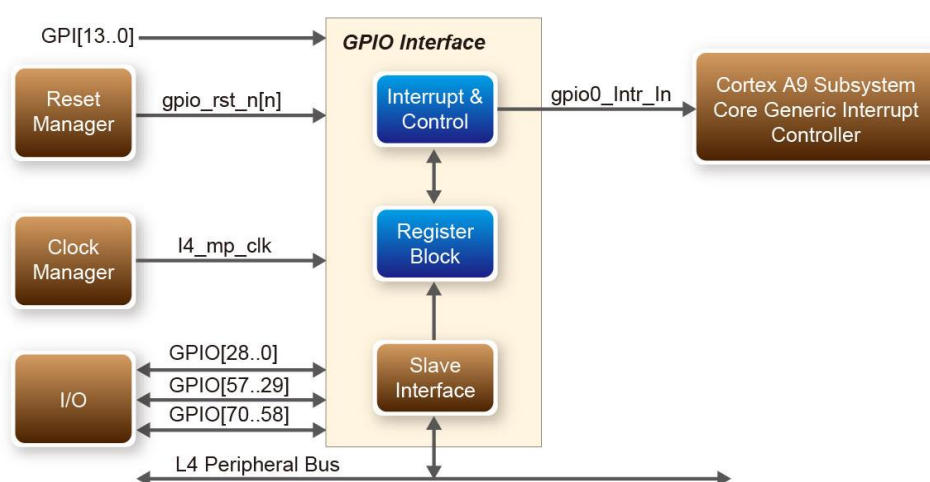 GPI[13..0]
GPIO Interface
Reset
Manager
gpio_rst_n[n]
Interrupt &
Control
gpio0_Intr_In
Cortex A9 Subsystem
Core Generic Interrupt
Controller
Clock
Manager
l4_mp_clk
Register
Block
I/O
GPIO[28..0]
GPIO[57..29]
GPIO[70..58]
Slave
Interface
L4 Peripheral Bus